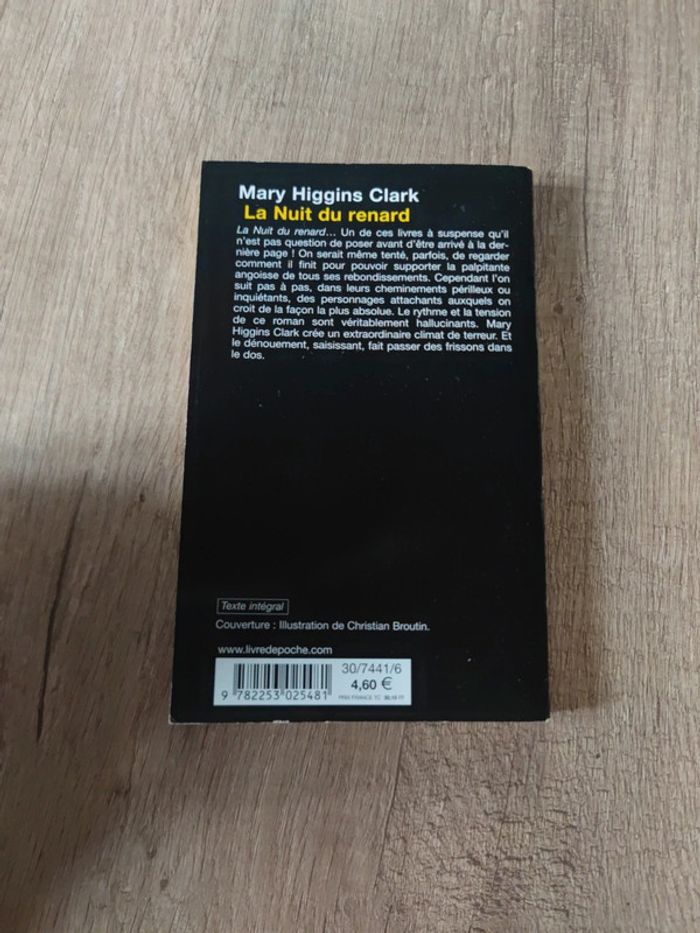 Mary Higgins Clark
La Nuit du renard
La Nuit du renard... Un de ces livres à suspense qu'il
n'est pas question de poser avant d'être arrivé à la der-
nière page ! On serait même tenté, parfois, de regarder
comment il finit pour pouvoir supporter la palpitante
angoisse de tous ses rebondissements. Cependant l'on
suit pas à pas, dans leurs cheminements périlleux ou
inquiétants, des personnages attachants auxquels on
croit de la façon la plus absolue. Le rythme et la tension
de ce roman sont véritablement hallucinants. Mary
Higgins Clark crée un extraordinaire climat de terreur. Et
le dénouement, saisissant, fait passer des frissons dans
le dos.
Texte intégral
Couverture : Illustration de Christian Broutin.
www.livredepoche.com
30/7441/6
4,60 €
PRIX FRANCE TC
9 782253 025481